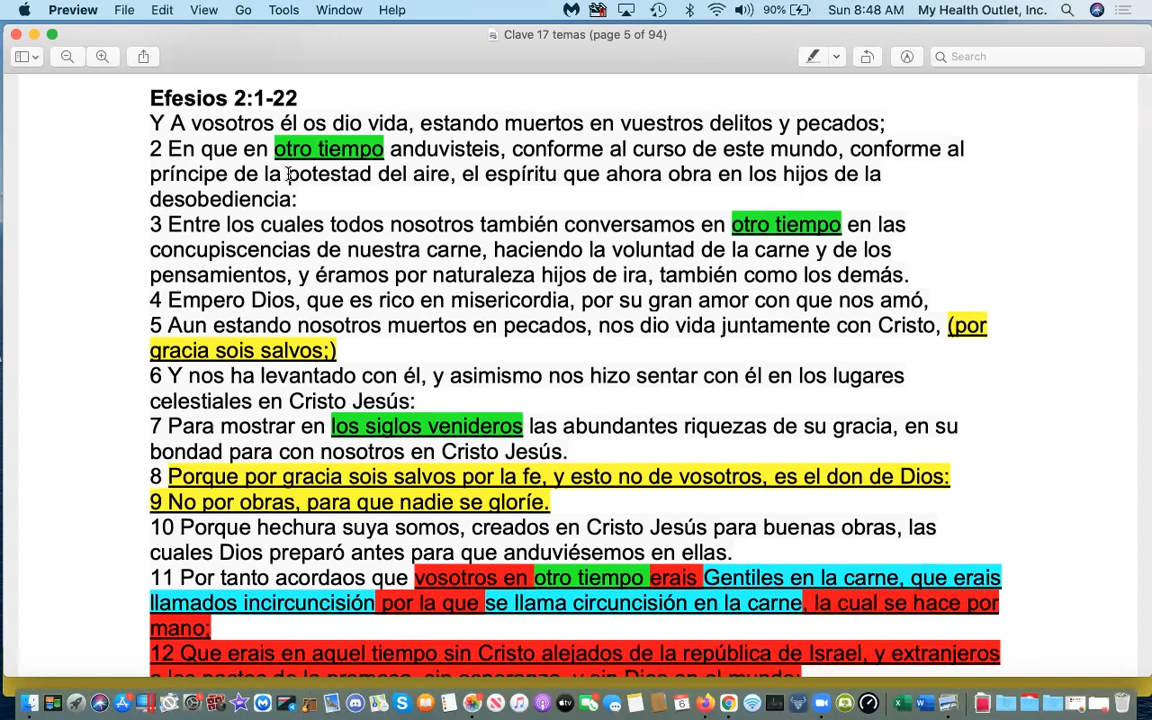 Preview File Edit View Go Tools Window Help 90% Sun 8:48 AM My Health Outlet, Inc.
Clave 17 temas (page 5 of 94)
Search
Efesios 2:1-22
Y A vosotros él os dio vida, estando muertos en vuestros delitos y pecados;
2 En que en otro tiempo anduvisteis, conforme al curso de este mundo, conforme al
príncipe de la potestad del aire, el espíritu que ahora obra en los hijos de la
desobediencia:
3 Entre los cuales todos nosotros también conversamos en otro tiempo en las
concupiscencias de nuestra carne, haciendo la voluntad de la carne y de los
pensamientos, y éramos por naturaleza hijos de ira, también como los demás.
4 Empero Dios, que es rico en misericordia, por su gran amor con que nos amó,
5 Aun estando nosotros muertos en pecados, nos dio vida juntamente con Cristo, (por
gracia sois salvos;)
6 Y nos ha levantado con él, y asimismo nos hizo sentar con él en los lugares
celestiales en Cristo Jesús:
7 Para mostrar en los siglos venideros las abundantes riquezas de su gracia, en su
bondad para con nosotros en Cristo Jesús.
8 Porque por gracia sois salvos por la fe, y esto no de vosotros, es el don de Dios:
9 No por obras, para que nadie se gloríe.
10 Porque hechura suya somos, creados en Cristo Jesús para buenas obras, las
cuales Dios preparó antes para que anduviésemos en ellas.
11 Por tanto acordaos que vosotros en otro tiempo erais Gentiles en la carne, que erais
llamados incircuncisión por la que se llama circuncisión en la carne, la cual se hace por
mano;
12 Que erais en aquel tiempo sin Cristo alejados de la república de Israel, y extranjeros
a los pactos de la promesa, sin esperanza, y sin Dios en el mundo: